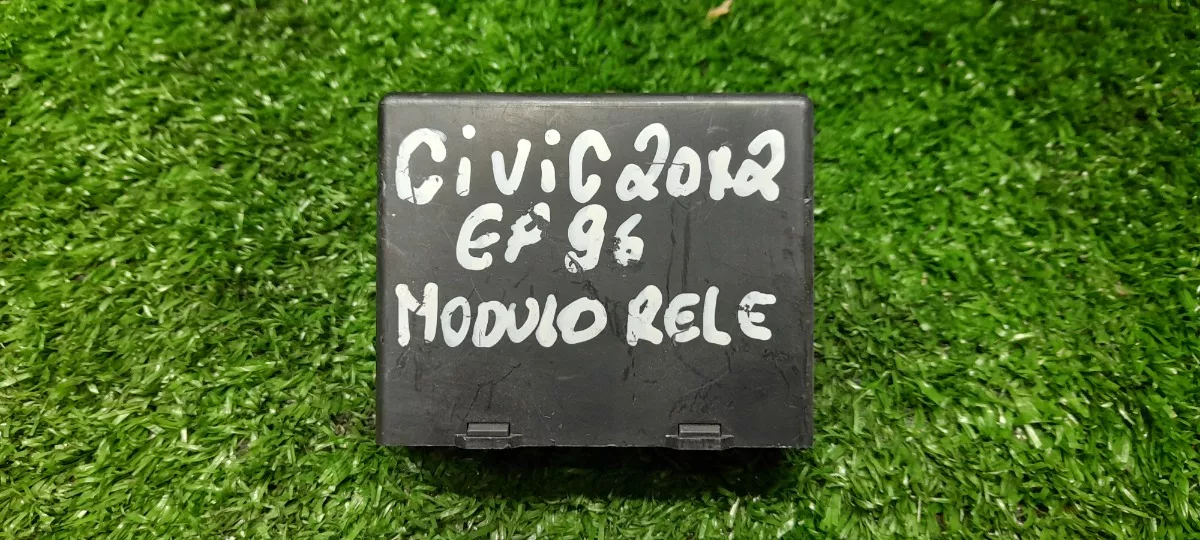 CiViC 2012
EF 96
MODULO RELE